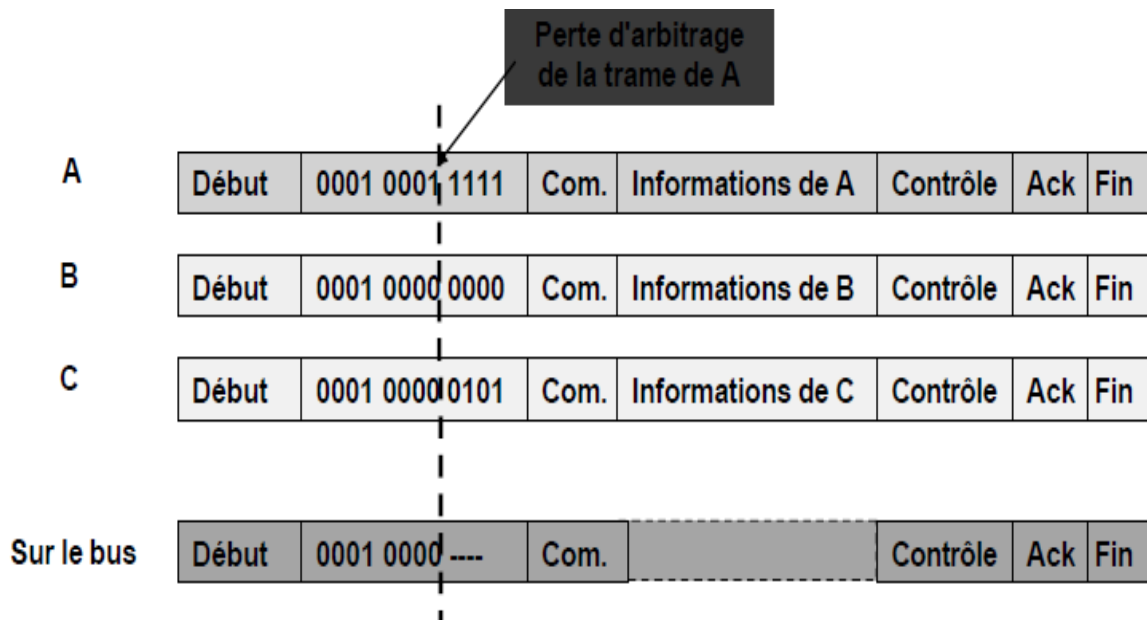 Perte d'arbitrage
de la trame de A
A Début 0001 0001 1111 Com. Informations de A Contrôle Ack Fin
B Début 0001 0000 0000 Com. Informations de B Contrôle Ack Fin
C Début 0001 0000 0101 Com. Informations de C Contrôle Ack Fin
Sur le bus Début 0001 0000 ---- Com. Contrôle Ack Fin